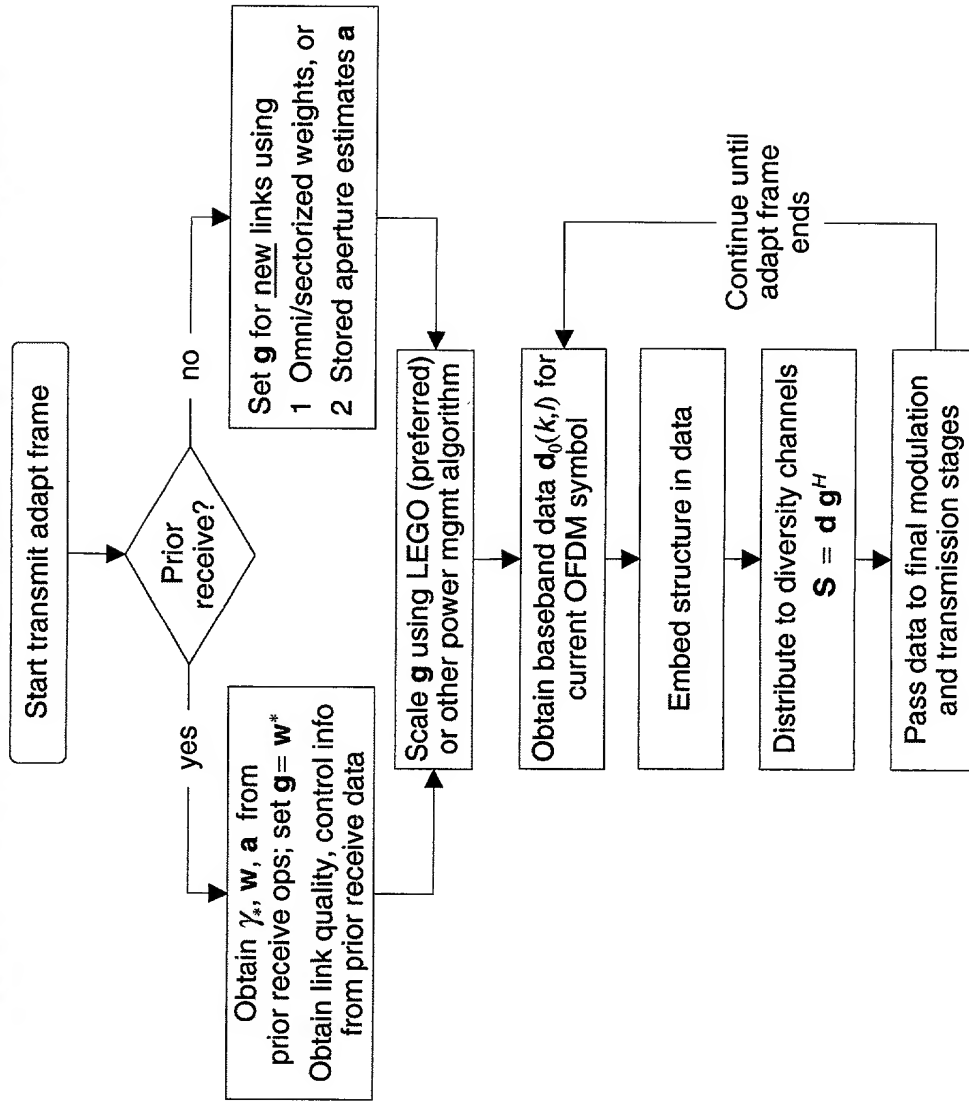 Start transmit adapt frame
Prior
receive?
yes
no
Obtain γ*, w, a from
prior receive ops; set g= w*
Obtain link quality, control info
from prior receive data
Set g for new links using
1 Omni/sectorized weights, or
2 Stored aperture estimates a
Scale g using LEGO (preferred)
or other power mgmt algorithm
Obtain baseband data d₀(k,l) for
current OFDM symbol
Embed structure in data
Distribute to diversity channels
S = d gᴴ
Pass data to final modulation
and transmission stages
Continue until
adapt frame
ends